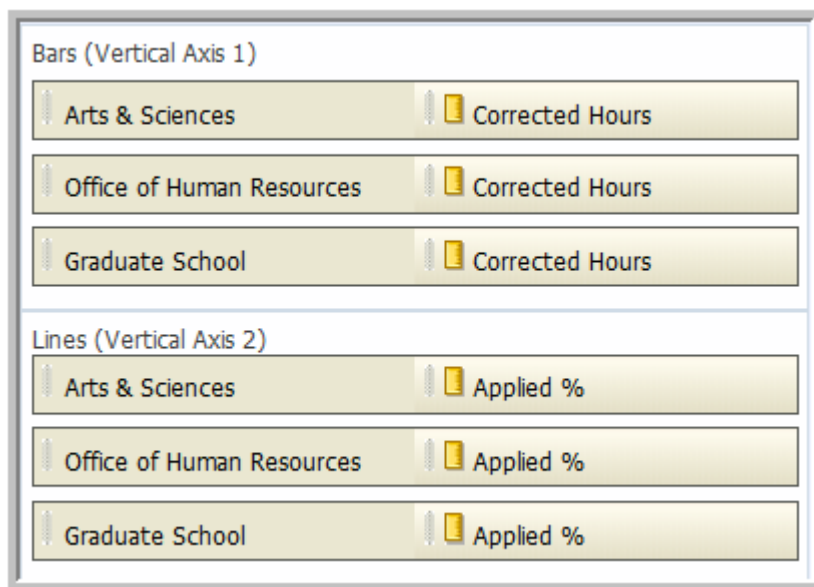 Bars (Vertical Axis 1)
Arts & Sciences Corrected Hours
Office of Human Resources Corrected Hours
Graduate School Corrected Hours
Lines (Vertical Axis 2)
Arts & Sciences Applied %
Office of Human Resources Applied %
Graduate School Applied %